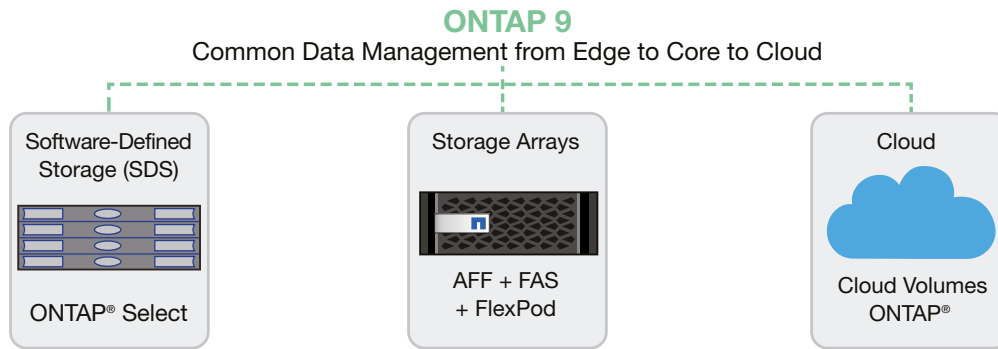 ONTAP 9
Common Data Management from Edge to Core to Cloud
Software-Defined
Storage (SDS)
ONTAP® Select
Storage Arrays
AFF + FAS
+ FlexPod
Cloud
Cloud Volumes
ONTAP®